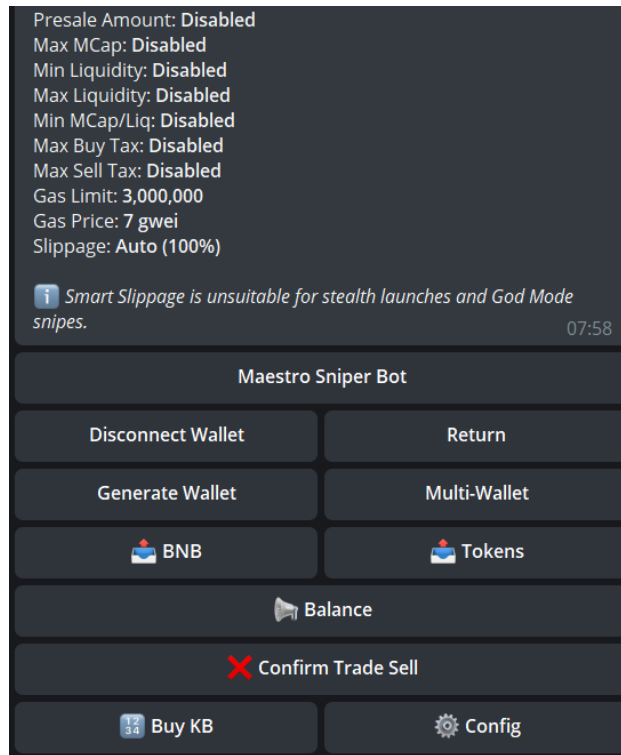 Presale Amount: Disabled
Max MCap: Disabled
Min Liquidity: Disabled
Max Liquidity: Disabled
Min MCap/Liq: Disabled
Max Buy Tax: Disabled
Max Sell Tax: Disabled
Gas Limit: 3,000,000
Gas Price: 7 gwei
Slippage: Auto (100%)
ℹ️ Smart Slippage is unsuitable for stealth launches and God Mode
snipes.
07:58
Maestro Sniper Bot
Disconnect Wallet
Return
Generate Wallet
Multi-Wallet
📤 BNB
📤 Tokens
📢 Balance
❌ Confirm Trade Sell
🔢 Buy KB
⚙️ Config